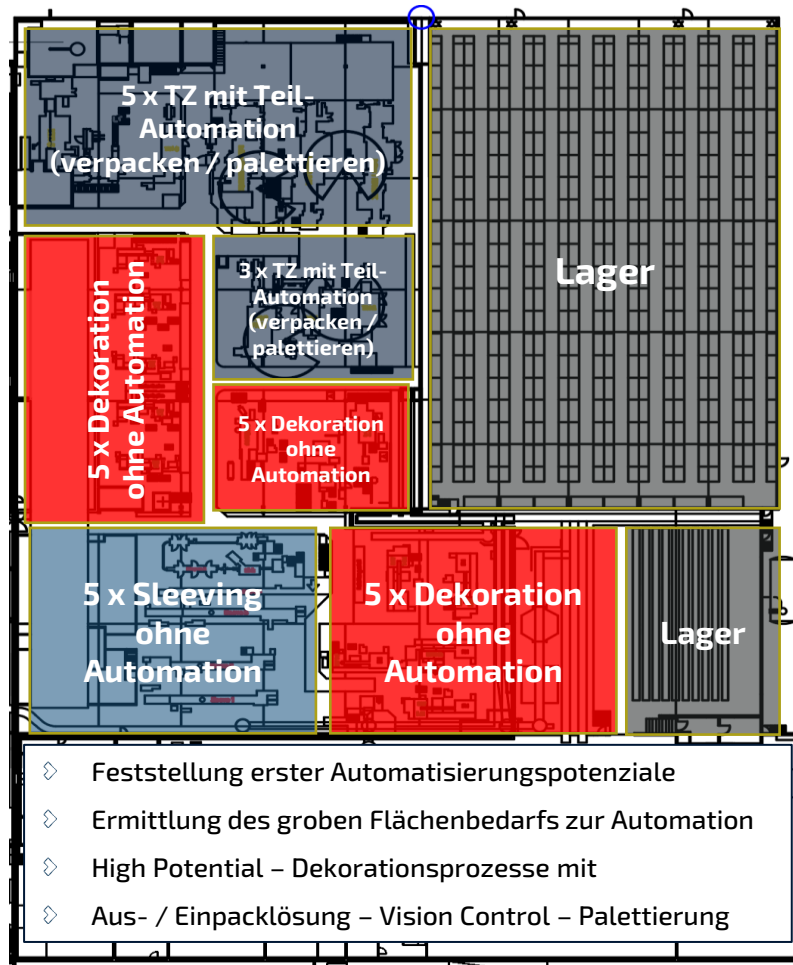 5 x TZ mit Teil-
Automation
(verpacken / palettieren)
Lager
3 x TZ mit Teil-
Automation
(verpacken /
palettieren)
5 x Dekoration
ohne Automation
5 x Dekoration
ohne
Automation
5 x Sleeving
ohne
Automation
5 x Dekoration
ohne
Automation
Lager
Feststellung erster Automatisierungspotenziale
Ermittlung des groben Flächenbedarfs zur Automation
High Potential – Dekorationsprozesse mit
Aus- / Einpacklösung – Vision Control – Palettierung